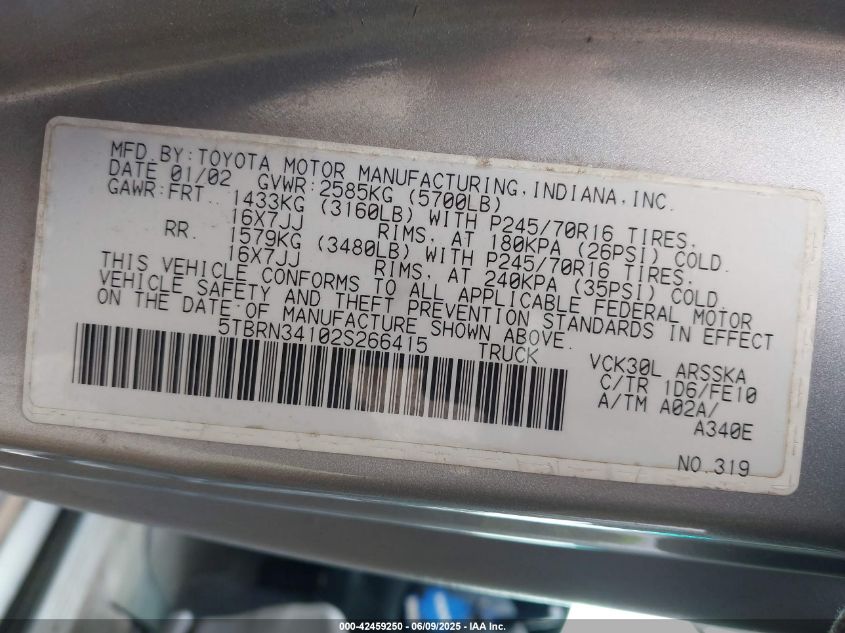 MFD.BY:TOYOTA MOTOR MANUFACTURING,INDIANA,INC.
DATE 01/02 GVWR:2585KG (5700LB)
GAWR:FRT 1433KG (3160LB) WITH P245/70R16 TIRES,
16X7JJ RIMS, AT 180KPA (26PSI) COLD.
RR. 1579KG (3480LB) WITH P245/70R16 TIRES,
16X7JJ RIMS, AT 240KPA (35PSI) COLD.
THIS VEHICLE CONFORMS TO ALL APPLICABLE FEDERAL MOTOR
VEHICLE SAFETY AND THEFT PREVENTION STANDARDS IN EFFECT
ON THE DATE OF MANUFACTURE SHOWN ABOVE.
5TBRN34102S266415 TRUCK
VCK30L ARSSKA
C/TR 1D6/FE10
A/TM A02A/
A340E
NO.319
000-42459250 - 06/09/2025 - IAA Inc.